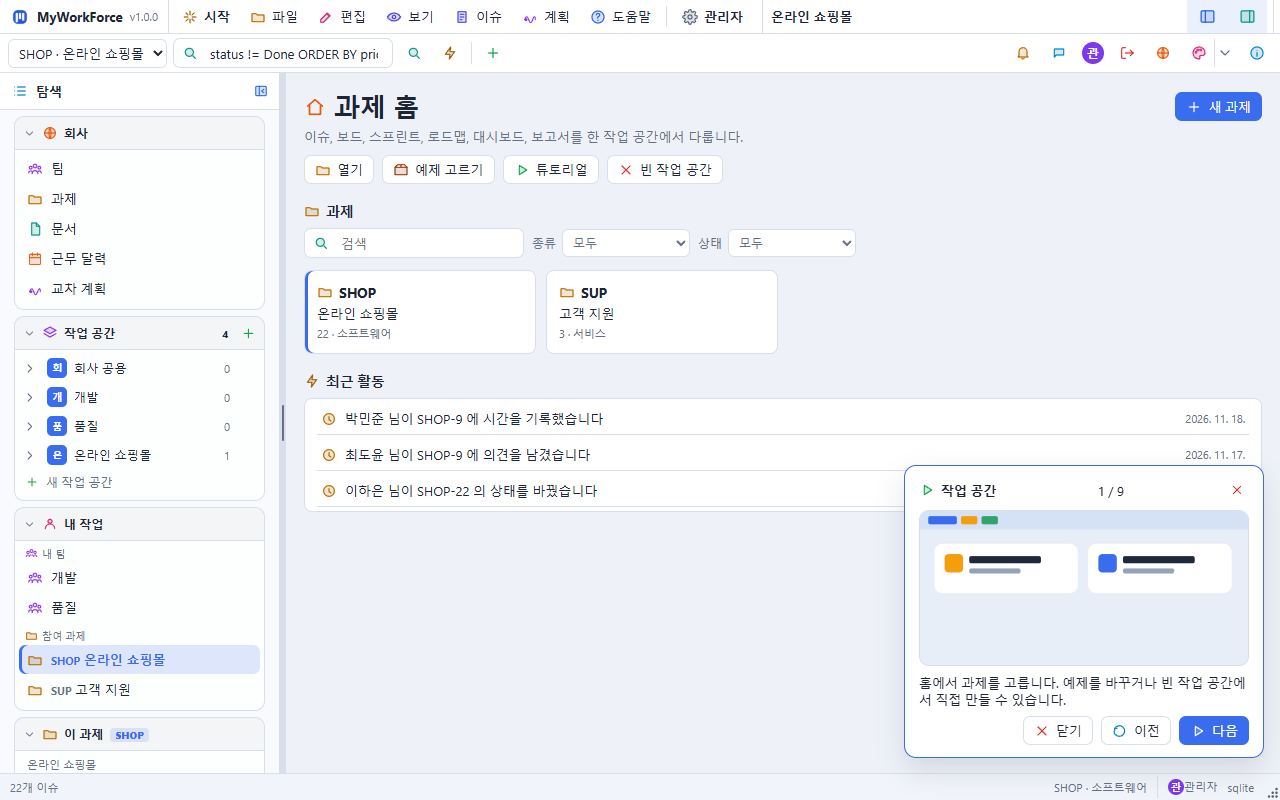 MyWorkForce v1.0.0 시작 파일 편집 보기 이슈 계획 도움말 관리자 온라인 쇼핑몰
SHOP · 온라인 쇼핑몰 status != Done ORDER BY pric 관
탐색
회사
팀
과제
문서
근무 달력
교차 계획
작업 공간 4
회 회사 공용 0
개 개발 0
품 품질 0
온 온라인 쇼핑몰 1
새 작업 공간
내 작업
내 팀
개발
품질
참여 과제
SHOP 온라인 쇼핑몰
SUP 고객 지원
이 과제 SHOP
온라인 쇼핑몰
과제 홈
새 과제
이슈, 보드, 스프린트, 로드맵, 대시보드, 보고서를 한 작업 공간에서 다룹니다.
열기 예제 고르기 튜토리얼 빈 작업 공간
과제
검색 종류 모두 상태 모두
SHOP
온라인 쇼핑몰
22 · 소프트웨어
SUP
고객 지원
3 · 서비스
최근 활동
박민준 님이 SHOP-9 에 시간을 기록했습니다 2026. 11. 18.
최도윤 님이 SHOP-9 에 의견을 남겼습니다 2026. 11. 17.
이하은 님이 SHOP-22 의 상태를 바꿨습니다
작업 공간 1 / 9
홈에서 과제를 고릅니다. 예제를 바꾸거나 빈 작업 공간에
서 직접 만들 수 있습니다.
닫기 이전 다음
22개 이슈 SHOP · 소프트웨어 관 관리자 sqlite